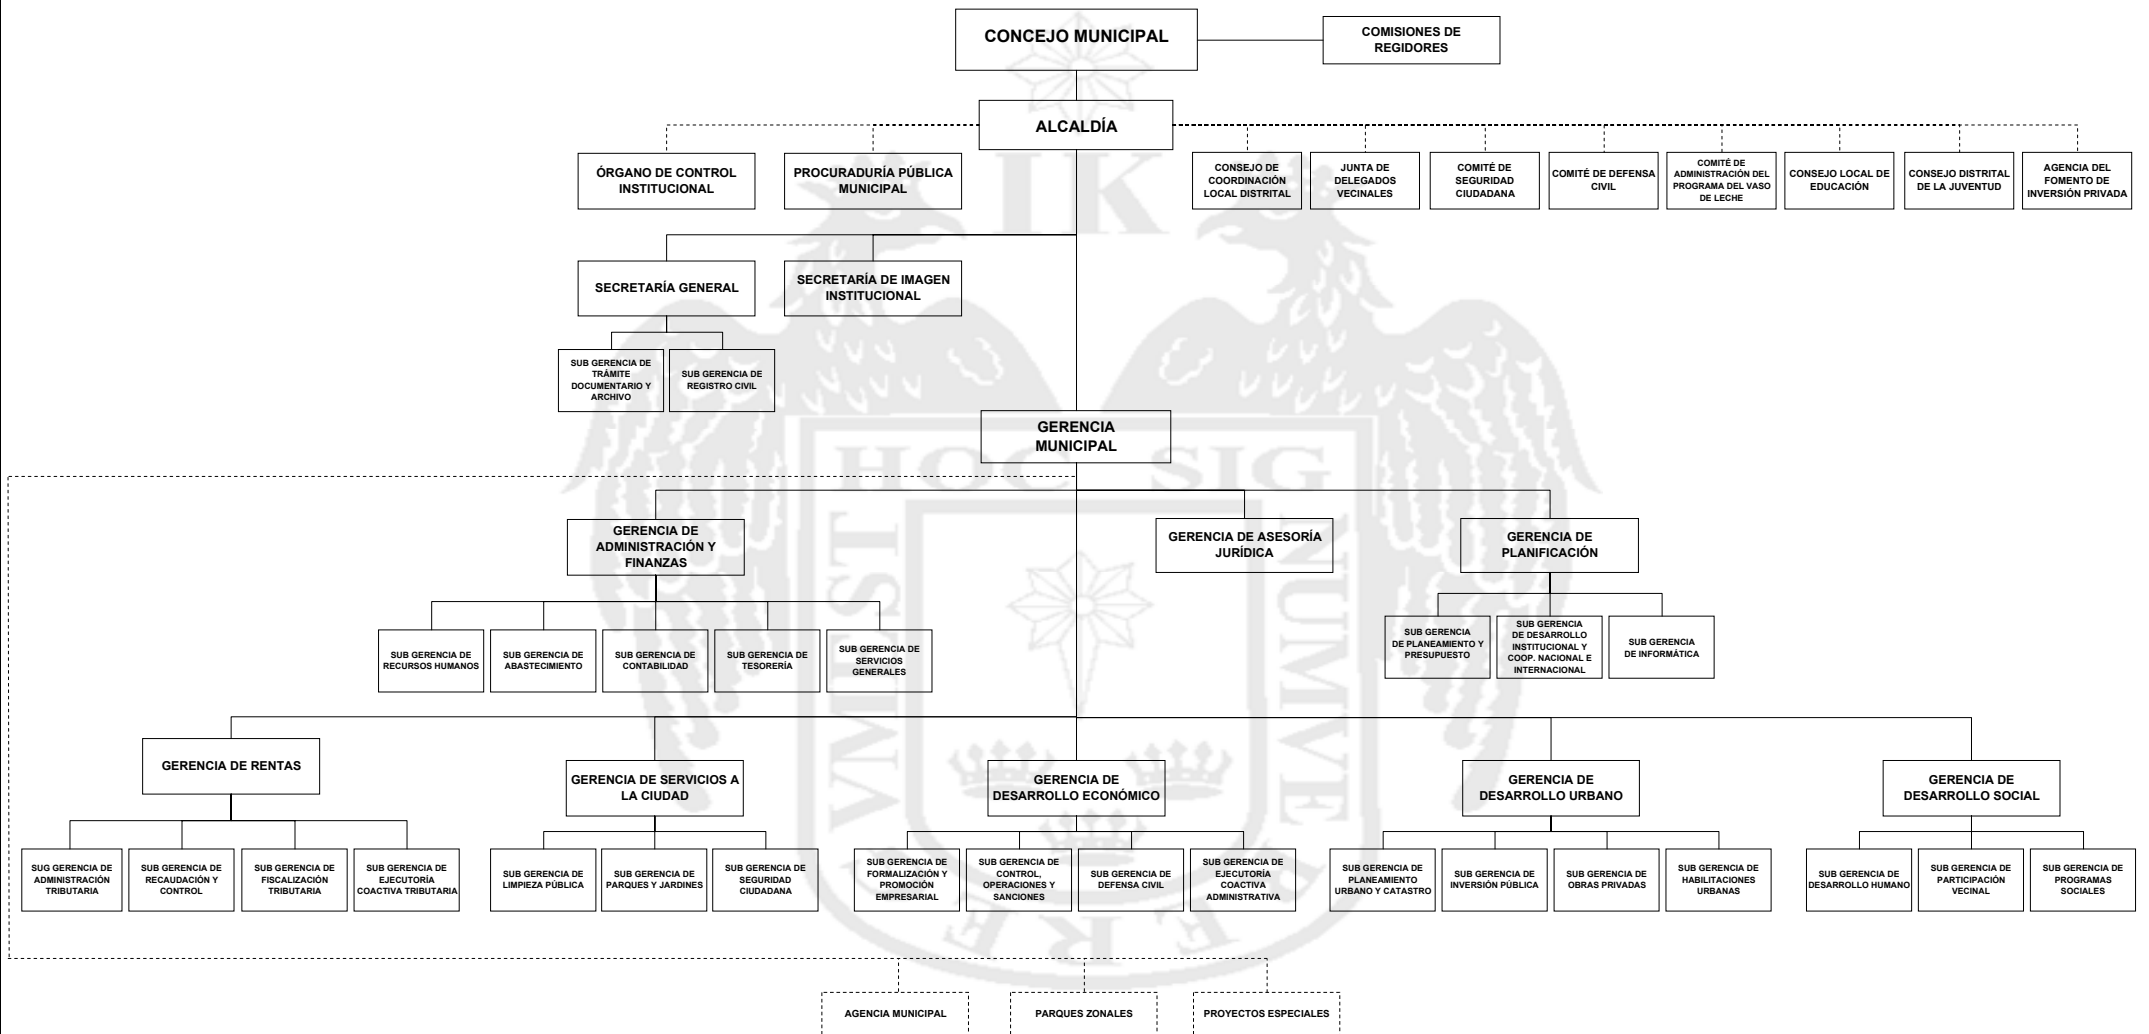 CONCEJO MUNICIPAL
COMISIONES DE
REGIDORES
ALCALDÍA
ÓRGANO DE CONTROL
INSTITUCIONAL
PROCURADURÍA PÚBLICA
MUNICIPAL
CONSEJO DE
COORDINACIÓN
LOCAL DISTRITAL
JUNTA DE
DELEGADOS
VECINALES
COMITÉ DE
SEGURIDAD
CIUDADANA
COMITÉ DE DEFENSA
CIVIL
COMITÉ DE
ADMINISTRACIÓN DEL
PROGRAMA DEL VASO
DE LECHE
CONSEJO LOCAL DE
EDUCACIÓN
CONSEJO DISTRITAL
DE LA JUVENTUD
AGENCIA DEL
FOMENTO DE
INVERSIÓN PRIVADA
IK
SECRETARÍA GENERAL
SECRETARÍA DE IMAGEN
INSTITUCIONAL
SUB GERENCIA DE
TRÁMITE
DOCUMENTARIO Y
ARCHIVO
SUB GERENCIA DE
REGISTRO CIVIL
GERENCIA
MUNICIPAL
HOC SIGNUMVERE REGUMEST
GERENCIA DE
ADMINISTRACIÓN Y
FINANZAS
GERENCIA DE ASESORÍA
JURÍDICA
GERENCIA DE
PLANIFICACIÓN
SUB GERENCIA DE
RECURSOS HUMANOS
SUB GERENCIA DE
ABASTECIMIENTO
SUB GERENCIA DE
CONTABILIDAD
SUB GERENCIA DE
TESORERÍA
SUB GERENCIA DE
SERVICIOS
GENERALES
SUB GERENCIA
DE PLANEAMIENTO Y
PRESUPUESTO
SUB GERENCIA
DE DESARROLLO
INSTITUCIONAL Y
COOP. NACIONAL E
INTERNACIONAL
SUB GERENCIA
DE INFORMÁTICA
GERENCIA DE RENTAS
GERENCIA DE SERVICIOS A
LA CIUDAD
GERENCIA DE
DESARROLLO ECONÓMICO
GERENCIA DE
DESARROLLO URBANO
GERENCIA DE
DESARROLLO SOCIAL
SUG GERENCIA DE
ADMINISTRACIÓN
TRIBUTARIA
SUB GERENCIA DE
RECAUDACIÓN Y
CONTROL
SUB GERENCIA DE
FISCALIZACIÓN
TRIBUTARIA
SUB GERENCIA DE
EJECUTORÍA
COACTIVA TRIBUTARIA
SUB GERENCIA DE
LIMPIEZA PÚBLICA
SUB GERENCIA DE
PARQUES Y JARDINES
SUB GERENCIA DE
SEGURIDAD
CIUDADANA
SUB GERENCIA DE
FORMALIZACIÓN Y
PROMOCIÓN
EMPRESARIAL
SUB GERENCIA DE
CONTROL,
OPERACIONES Y
SANCIONES
SUB GERENCIA DE
DEFENSA CIVIL
SUB GERENCIA DE
EJECUTORÍA
COACTIVA
ADMINISTRATIVA
SUB GERENCIA DE
PLANEAMIENTO
URBANO Y CATASTRO
SUB GERENCIA DE
INVERSIÓN PÚBLICA
SUB GERENCIA DE
OBRAS PRIVADAS
SUB GERENCIA DE
HABILITACIONES
URBANAS
SUB GERENCIA DE
DESARROLLO HUMANO
SUB GERENCIA DE
PARTICIPACIÓN
VECINAL
SUB GERENCIA DE
PROGRAMAS
SOCIALES
AGENCIA MUNICIPAL
PARQUES ZONALES
PROYECTOS ESPECIALES